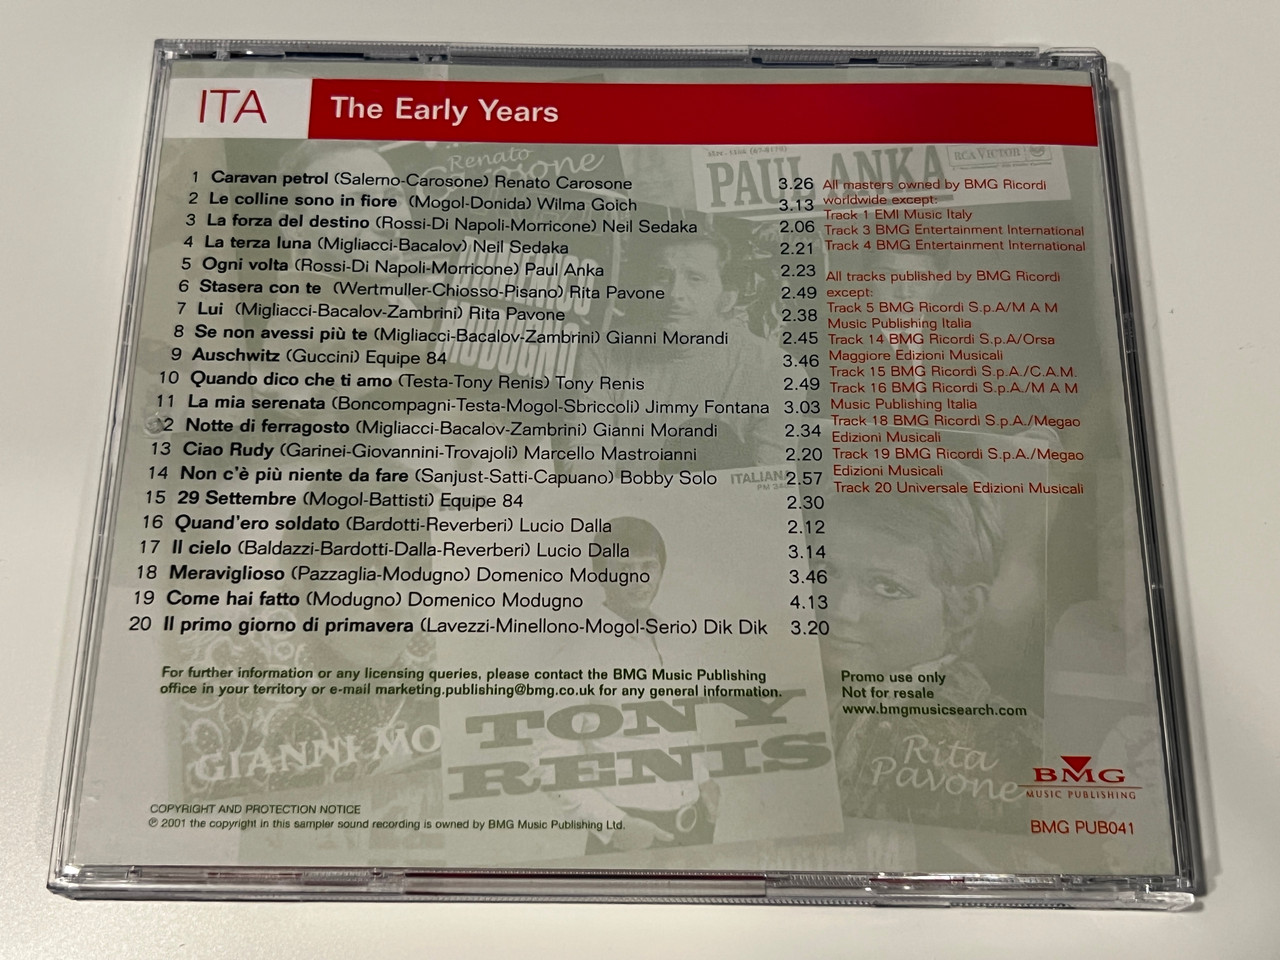 ITA The Early Years
1 Caravan petrol (Salerno-Carosone) Renato Carosone 3.26
2 Le colline sono in fiore (Mogol-Donida) Wilma Goich 3.13
3 La forza del destino (Rossi-Di Napoli-Morricone) Neil Sedaka 2.06
4 La terza luna (Migliacci-Bacalov) Neil Sedaka 2.21
5 Ogni volta (Rossi-Di Napoli-Morricone) Paul Anka 2.23
6 Stasera con te (Wertmuller-Chiosso-Pisano) Rita Pavone 2.49
7 Lui (Migliacci-Bacalov-Zambrini) Rita Pavone 2.38
8 Se non avessi più te (Migliacci-Bacalov-Zambrini) Gianni Morandi 2.45
9 Auschwitz (Guccini) Equipe 84 3.46
10 Quando dico che ti amo (Testa-Tony Renis) Tony Renis 2.49
11 La mia serenata (Boncompagni-Testa-Mogol-Sbriccoli) Jimmy Fontana 3.03
2 Notte di ferragosto (Migliacci-Bacalov-Zambrini) Gianni Morandi 2.34
13 Ciao Rudy (Garinei-Giovannini-Trovajoli) Marcello Mastroianni 2.20
14 Non c'è più niente da fare (Sanjust-Satti-Capuano) Bobby Solo 2.57
15 29 Settembre (Mogol-Battisti) Equipe 84 2.30
16 Quand'ero soldato (Bardotti-Reverberi) Lucio Dalla 2.12
17 Il cielo (Baldazzi-Bardotti-Dalla-Reverberi) Lucio Dalla 3.14
18 Meraviglioso (Pazzaglia-Modugno) Domenico Modugno 3.46
19 Come hai fatto (Modugno) Domenico Modugno 4.13
20 Il primo giorno di primavera (Lavezzi-Minellono-Mogol-Serio) Dik Dik 3.20
All masters owned by BMG Ricordi
worldwide except:
Track 1 EMI Music Italy
Track 3 BMG Entertainment International
Track 4 BMG Entertainment International
All tracks published by BMG Ricordi
except:
Track 5 BMG Ricordi S.p.A/M A M
Music Publishing Italia
Track 14 BMG Ricordi S.p.A/Orsa
Maggiore Edizioni Musicali
Track 15 BMG Ricordi S.p.A./C.A.M.
Track 16 BMG Ricordi S.p.A./M A M
Music Publishing Italia
Track 18 BMG Ricordi S.p.A./Megao
Edizioni Musicali
Track 19 BMG Ricordi S.p.A./Megao
Edizioni Musicali
Track 20 Universale Edizioni Musicali
Renato
PAUL ANKA
RCA VICTOR
MODUGNO
ITALIANA
For further information or any licensing queries, please contact the BMG Music Publishing
office in your territory or e-mail marketing.publishing@bmg.co.uk for any general information.
Promo use only
Not for resale
www.bmgmusicsearch.com
GIANNI MO
TONY
RENIS
Rita
Pavone
BMG
MUSIC PUBLISHING
BMG PUB041
COPYRIGHT AND PROTECTION NOTICE
℗ 2001 the copyright in this sampler sound recording is owned by BMG Music Publishing Ltd.